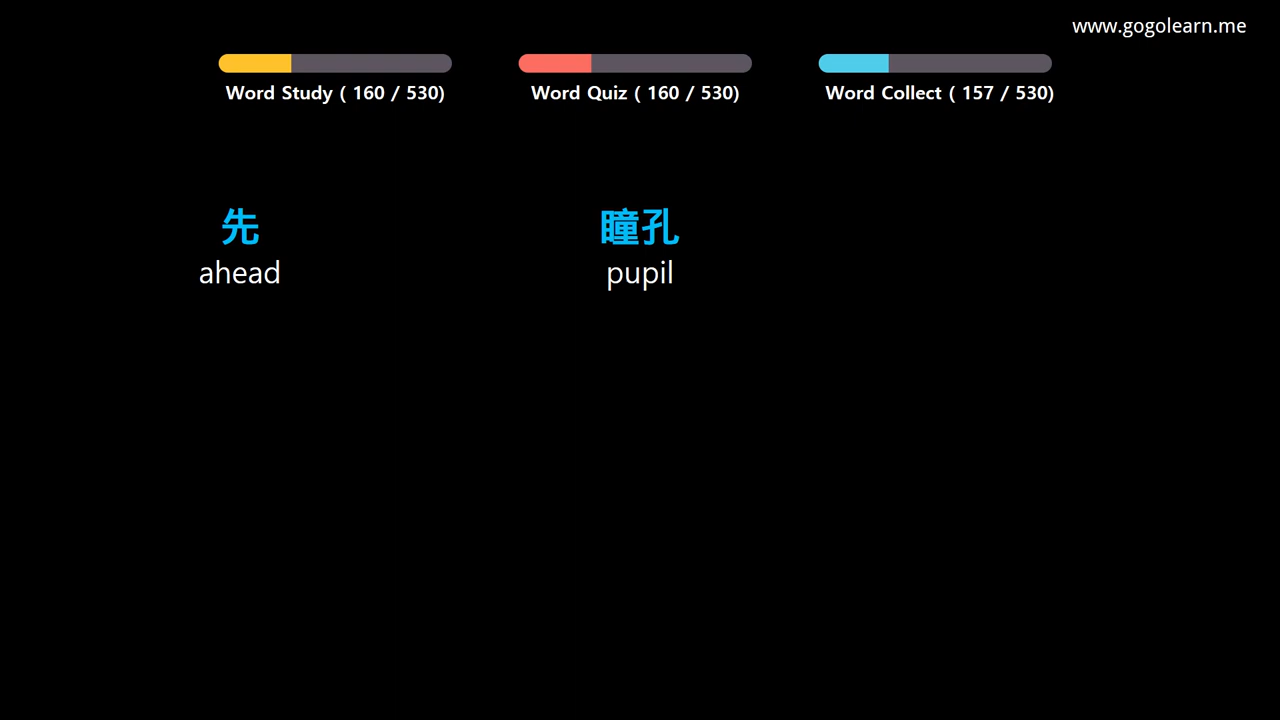 www.gogolearn.me
Word Study ( 160 / 530)
Word Quiz ( 160 / 530)
Word Collect ( 157 / 530)
先
ahead
瞳孔
pupil